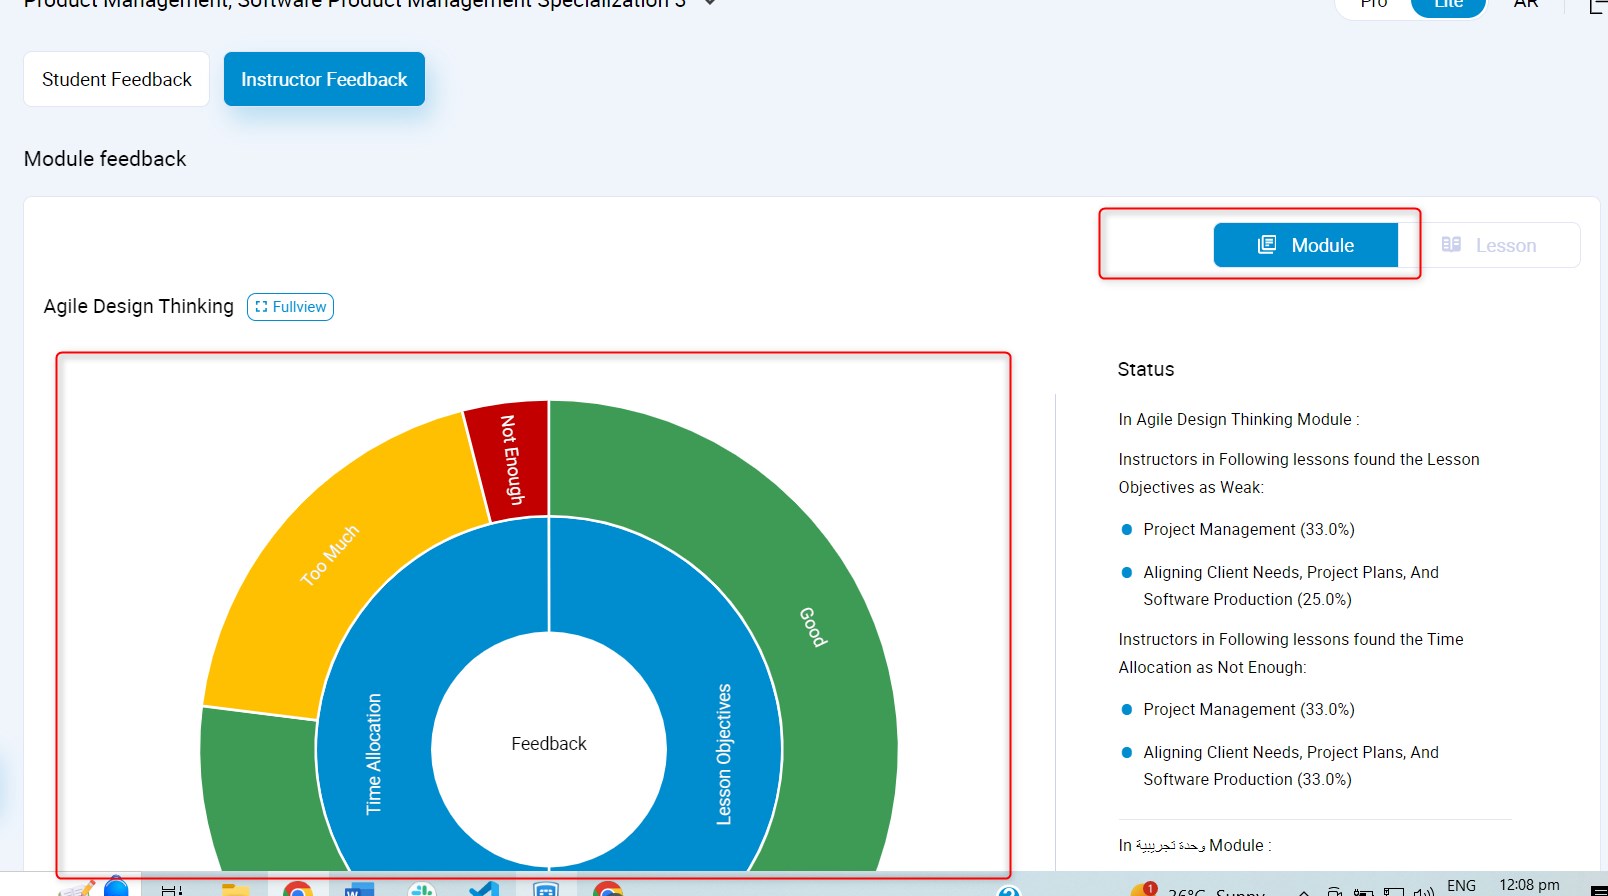 Product Management, Software Product Management Specialization 3
Pro
Lite
AR
Student Feedback
Instructor Feedback
Module feedback
Module
Lesson
Agile Design Thinking
Fullview
Not Enough
Too Much
Good
Time Allocation
Feedback
Lesson Objectives
Status
In Agile Design Thinking Module :
Instructors in Following lessons found the Lesson
Objectives as Weak:
Project Management (33.0%)
Aligning Client Needs, Project Plans, And
Software Production (25.0%)
Instructors in Following lessons found the Time
Allocation as Not Enough:
Project Management (33.0%)
Aligning Client Needs, Project Plans, And
Software Production (33.0%)
In وحدة تجريبية Module :
1
36°C Sunny
ENG
12:08 pm